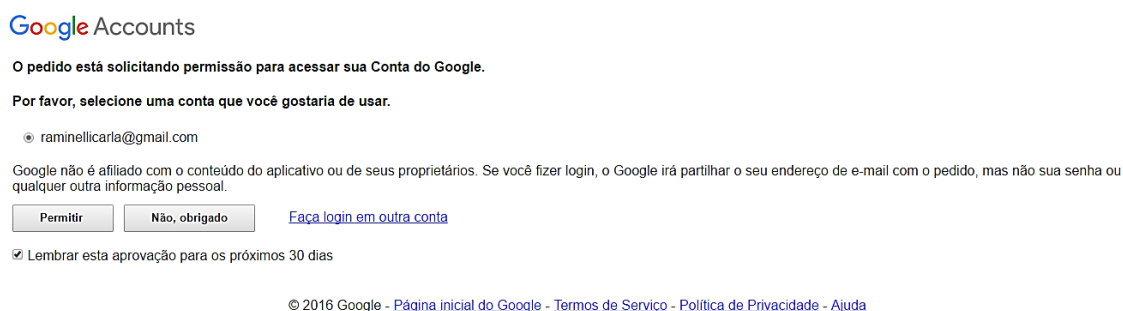 Google Accounts
O pedido está solicitando permissão para acessar sua Conta do Google.
Por favor, selecione uma conta que você gostaria de usar.
raminellicarla@gmail.com
Google não é afiliado com o conteúdo do aplicativo ou de seus proprietários. Se você fizer login, o Google irá partilhar o seu endereço de e-mail com o pedido, mas não sua senha ou
qualquer outra informação pessoal.
Permitir Não, obrigado Faça login em outra conta
Lembrar esta aprovação para os próximos 30 dias
© 2016 Google - Página inicial do Google - Termos de Serviço - Política de Privacidade - Ajuda